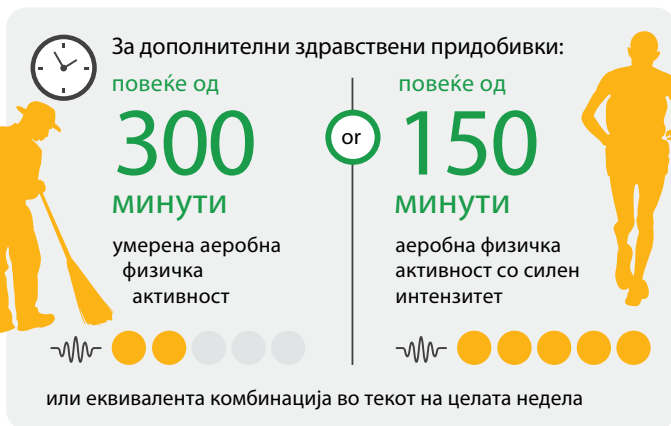 За дополнителни здравствени придобивки:
повеќе од
300
минути
умерена аеробна
физичка
активност
or
повеќе од
150
минути
аеробна физичка
активност со силен
интензитет
или еквивалента комбинација во текот на целата недела